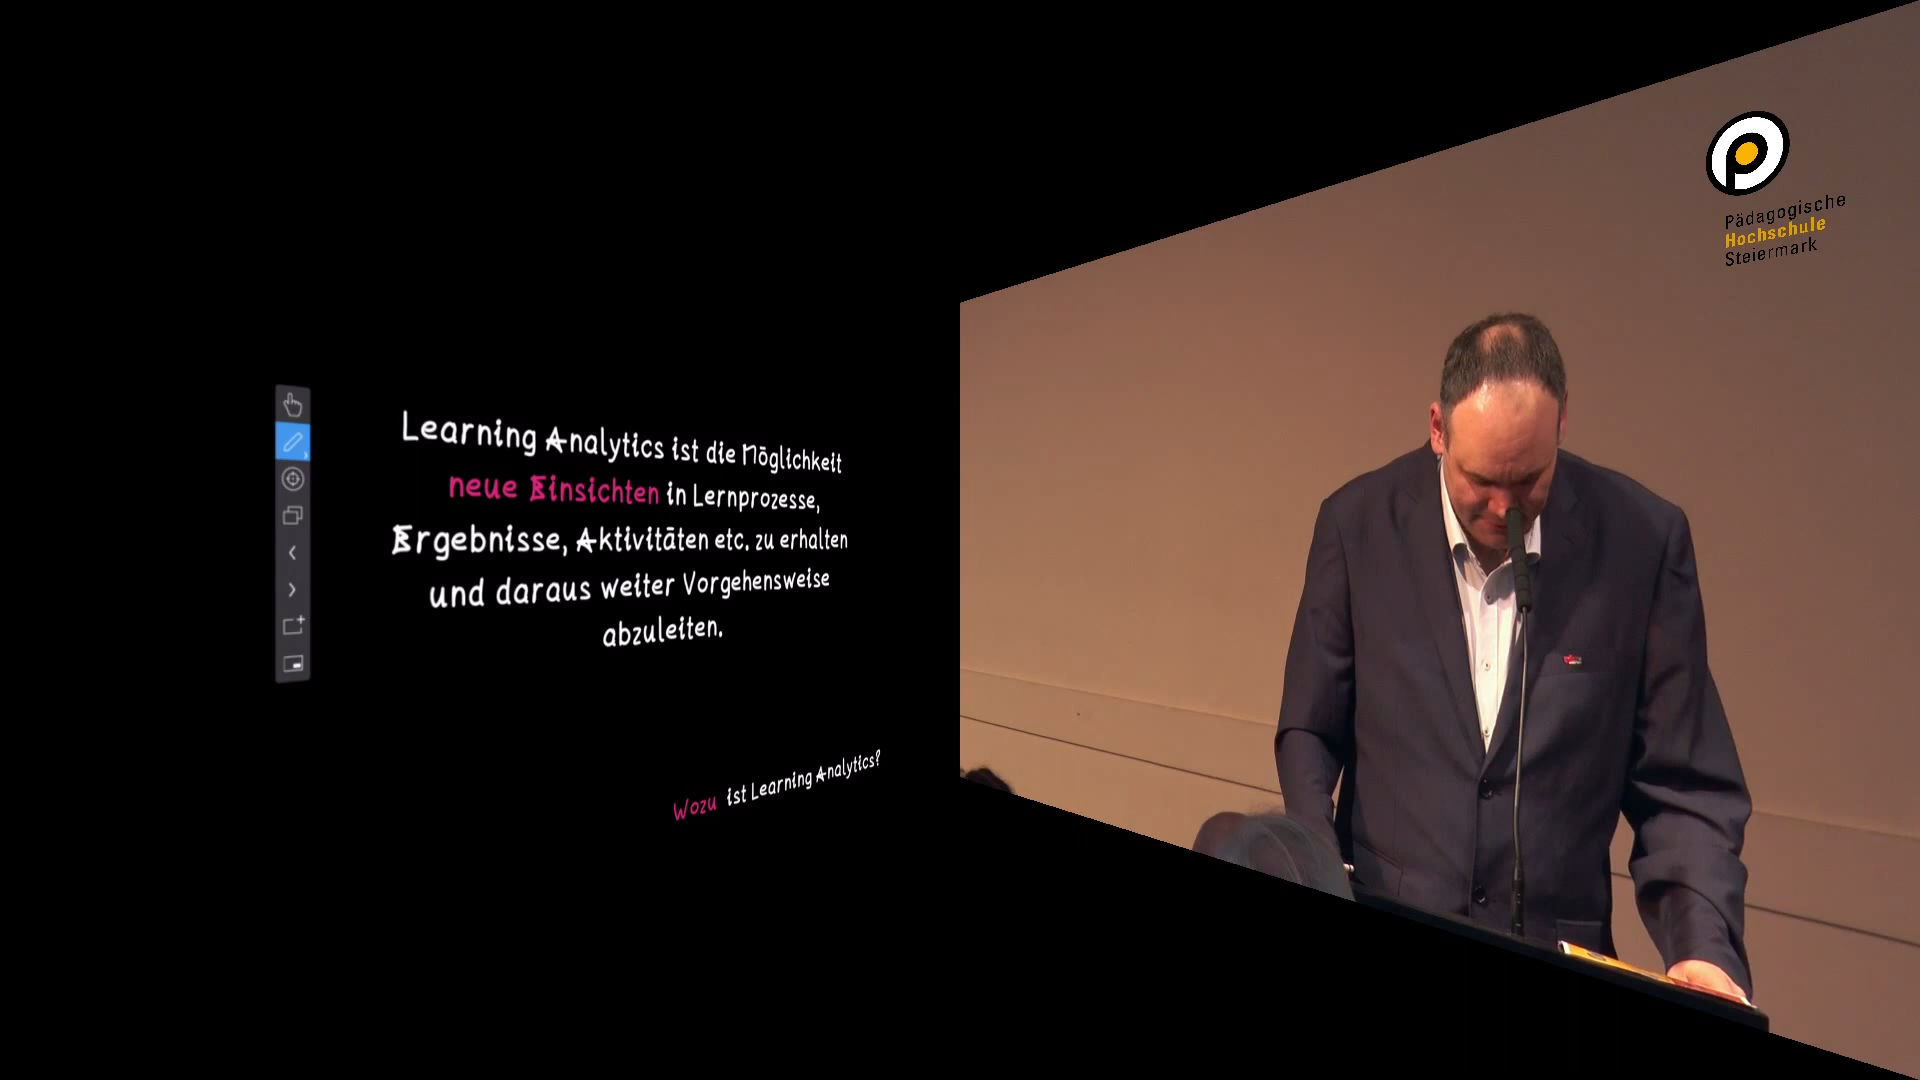 Learning Analytics ist die Möglichkeit
neue Einsichten in Lernprozesse,
Ergebnisse, Aktivitäten etc. zu erhalten
und daraus weiter Vorgehensweise
abzuleiten.
Wozu ist Learning Analytics?
Pädagogische
Hochschule
Steiermark